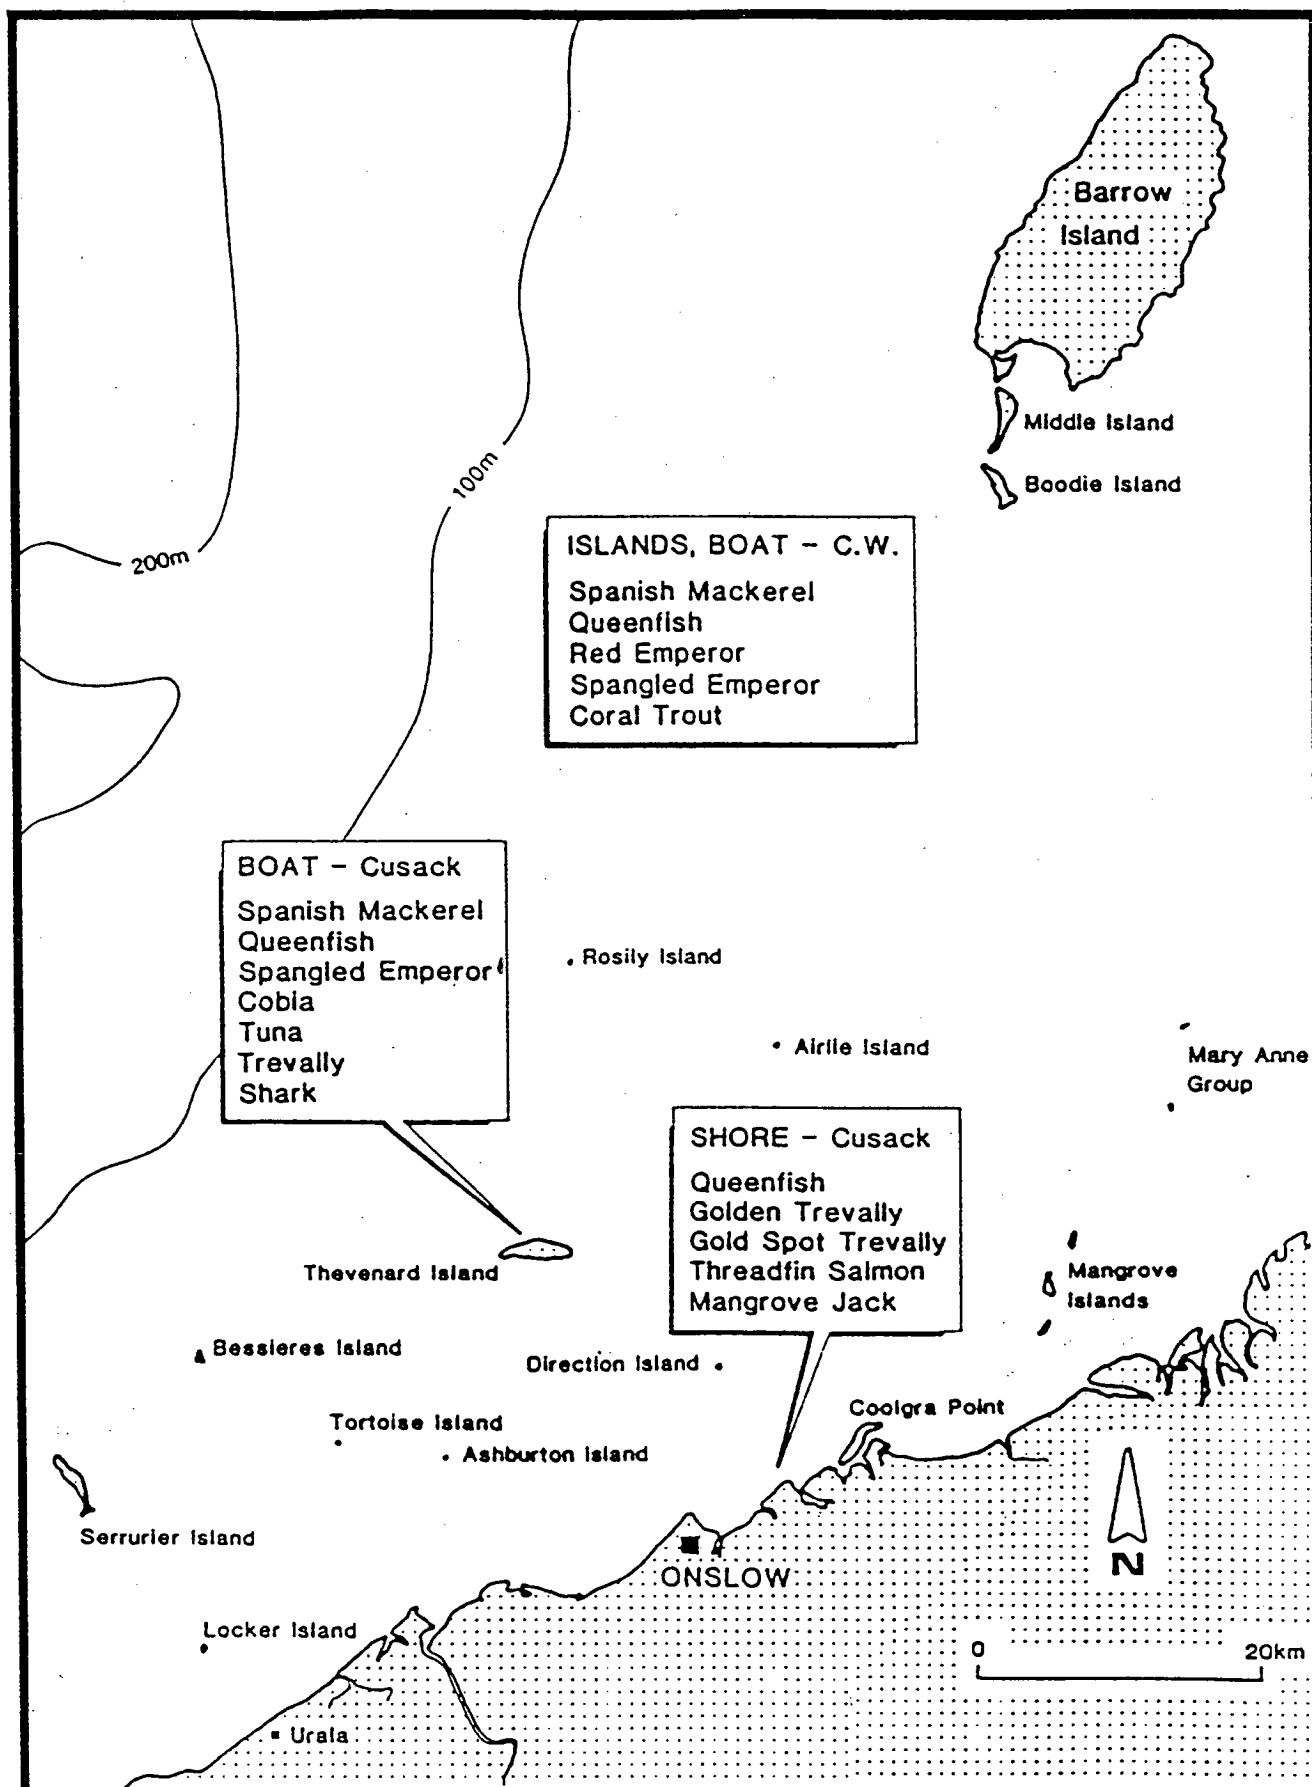 Barrow
Island
Middle Island
Boodie Island
100m
200m
ISLANDS, BOAT - C.W.
Spanish Mackerel
Queenfish
Red Emperor
Spangled Emperor
Coral Trout
BOAT - Cusack
Spanish Mackerel
Queenfish
Spangled Emperor
Cobia
Tuna
Trevally
Shark
Rosily Island
Airlie Island
Mary Anne
Group
SHORE - Cusack
Queenfish
Golden Trevally
Gold Spot Trevally
Threadfin Salmon
Mangrove Jack
Thevenard Island
Mangrove
Islands
Bessieres Island
Direction Island
Coolgra Point
Tortoise Island
Ashburton Island
Serrurier Island
ONSLOW
N
Locker Island
0 20km
Urala